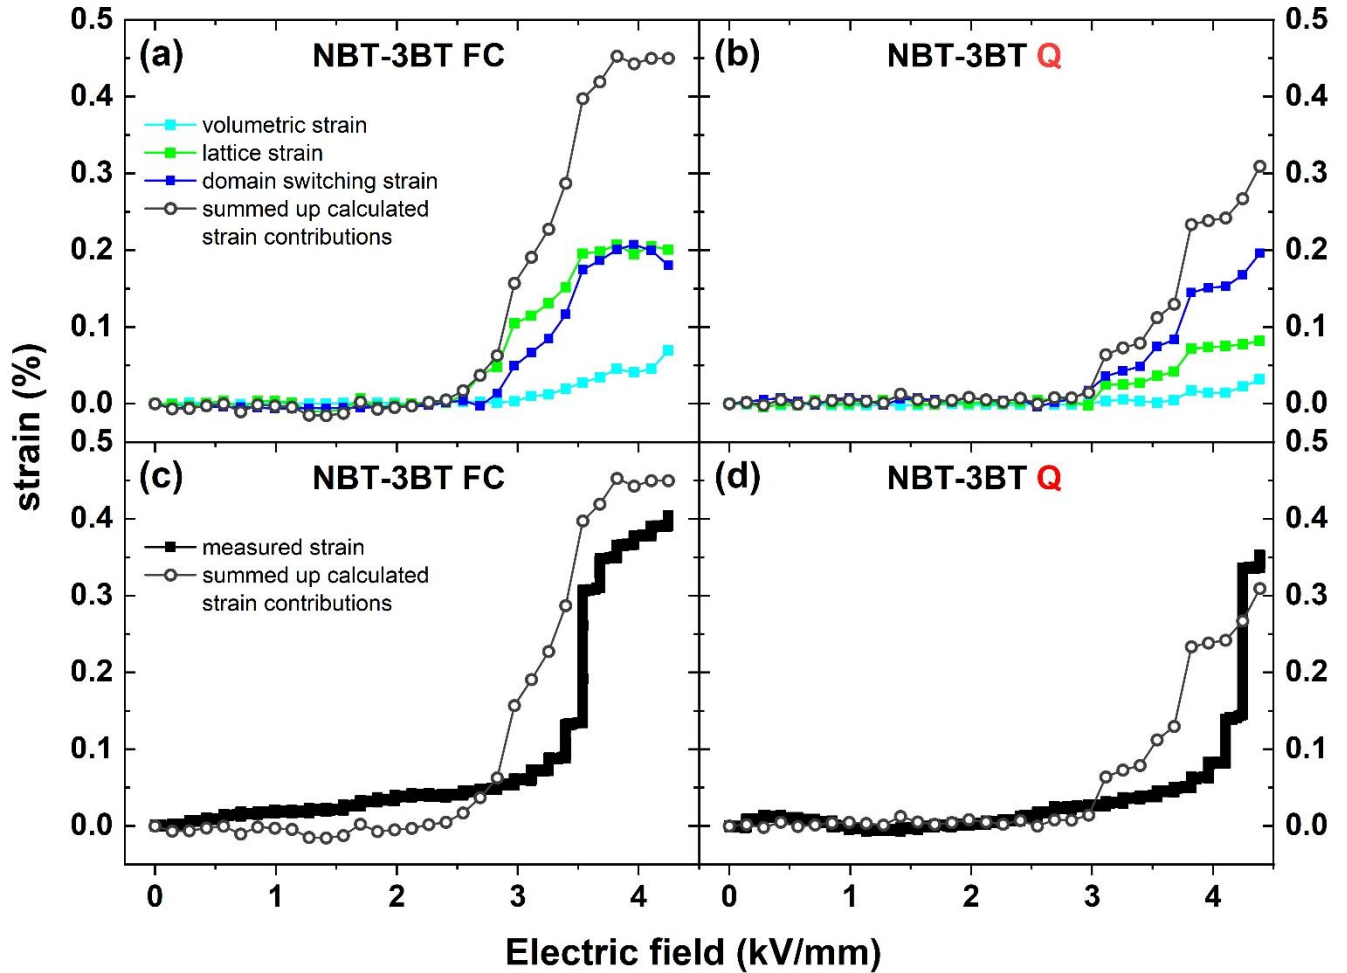 (a)
NBT-3BT FC
volumetric strain
lattice strain
domain switching strain
summed up calculated
strain contributions
0.5
0.4
0.3
0.2
0.1
0.0
(b)
NBT-3BT Q
0.5
0.4
0.3
0.2
0.1
0.0
strain (%)
(c)
NBT-3BT FC
measured strain
summed up calculated
strain contributions
0.5
0.4
0.3
0.2
0.1
0.0
0
1
2
3
4
(d)
NBT-3BT Q
0.5
0.4
0.3
0.2
0.1
0.0
0
1
2
3
4
Electric field (kV/mm)